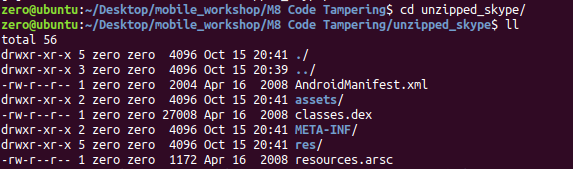 zero@ubuntu:~/Desktop/mobile_workshop/M8 Code Tampering$ cd unzipped_skype/
zero@ubuntu:~/Desktop/mobile_workshop/M8 Code Tampering/unzipped_skype$ ll
total 56
drwxr-xr-x 5 zero zero  4096 Oct 15 20:41 ./
drwxr-xr-x 3 zero zero  4096 Oct 15 20:39 ../
-rw-r--r-- 1 zero zero  2004 Apr 16  2008 AndroidManifest.xml
drwxr-xr-x 2 zero zero  4096 Oct 15 20:41 assets/
-rw-r--r-- 1 zero zero 27008 Apr 16  2008 classes.dex
drwxr-xr-x 2 zero zero  4096 Oct 15 20:41 META-INF/
drwxr-xr-x 5 zero zero  4096 Oct 15 20:41 res/
-rw-r--r-- 1 zero zero  1172 Apr 16  2008 resources.arsc